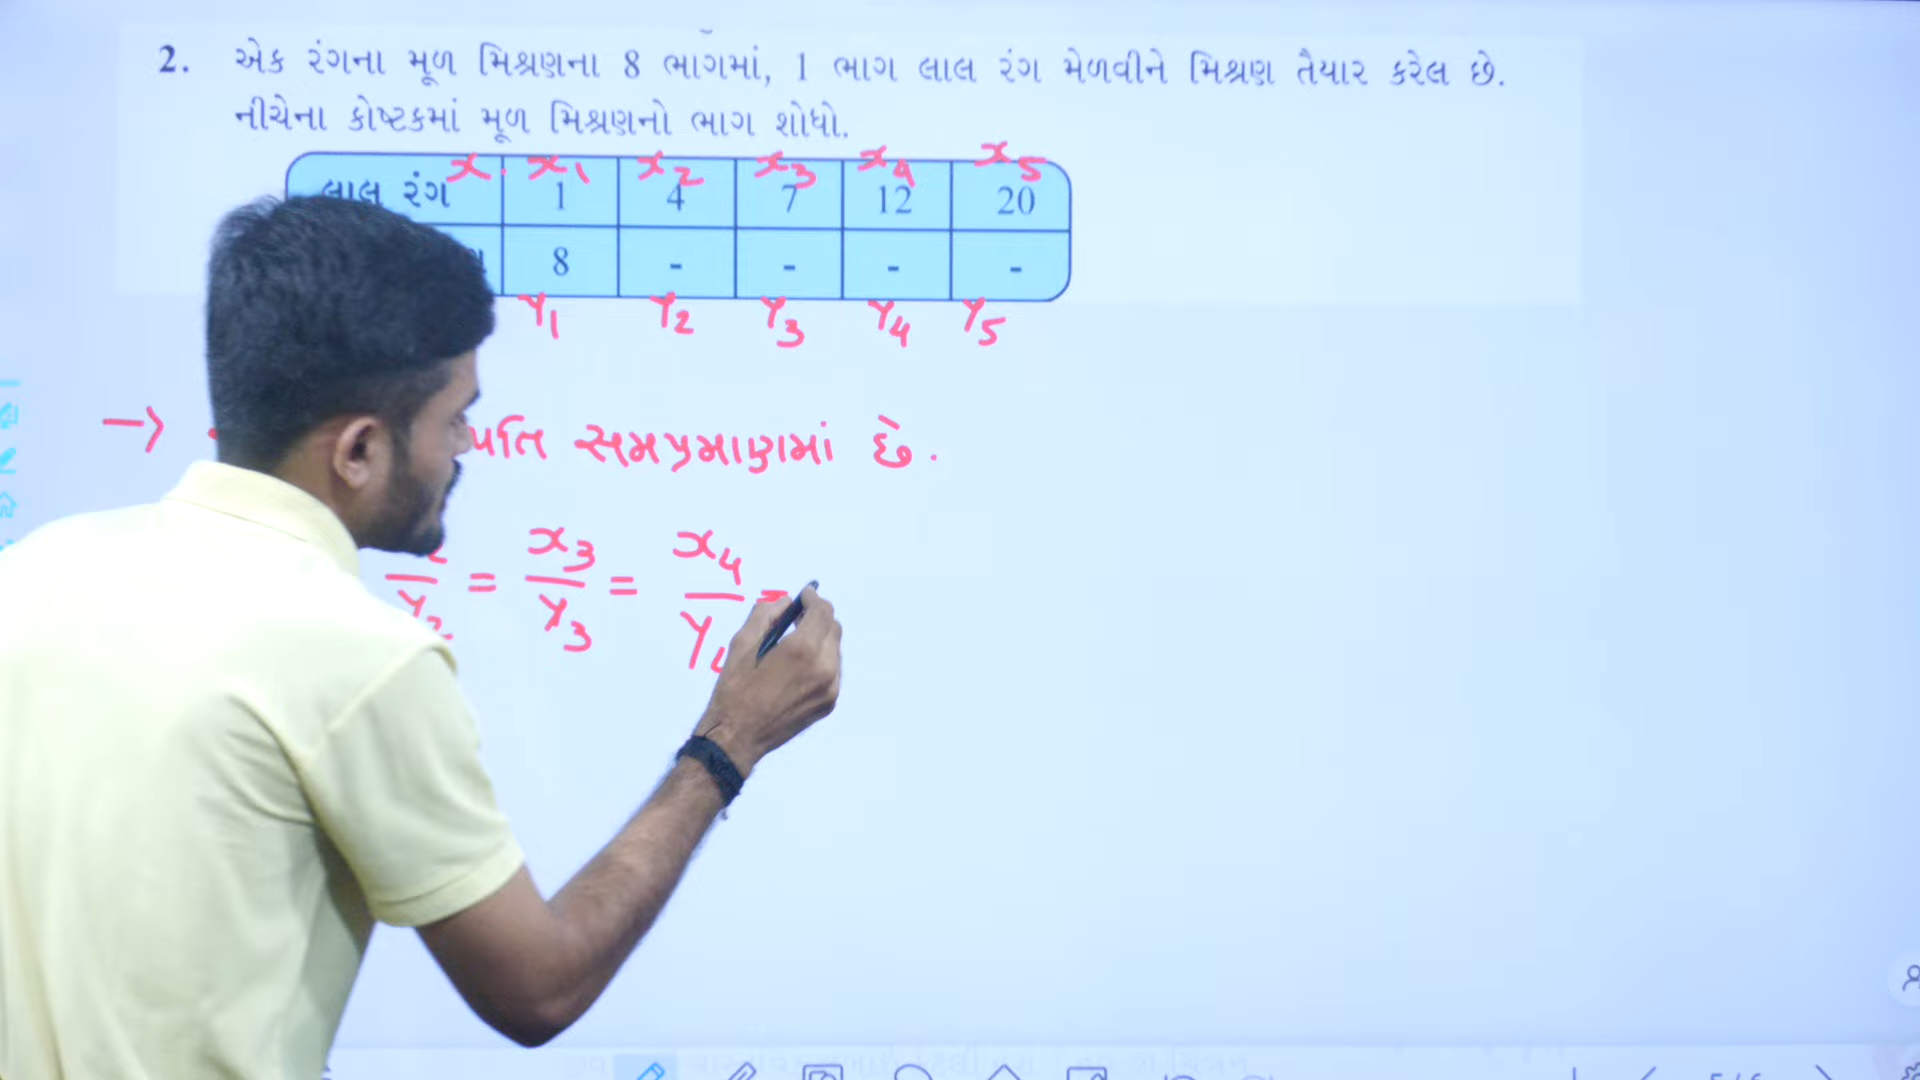 2. એક રંગના મૂળ મિશ્રણના 8 ભાગમાં, 1 ભાગ લાલ રંગ મેળવીને મિશ્રણ તૈયાર કરેલ છે.
નીચેના કોષ્ટકમાં મૂળ મિશ્રણનો ભાગ શોધો.
x x₁ x₂ x₃ x₄ x₅
લાલ રંગ 1 4 7 12 20
8 - - - -
y₁ y₂ y₃ y₄ y₅
→ સમપ્રમાણમાં છે.
x₃ x₄
= = =
y₂ y₃ y₄